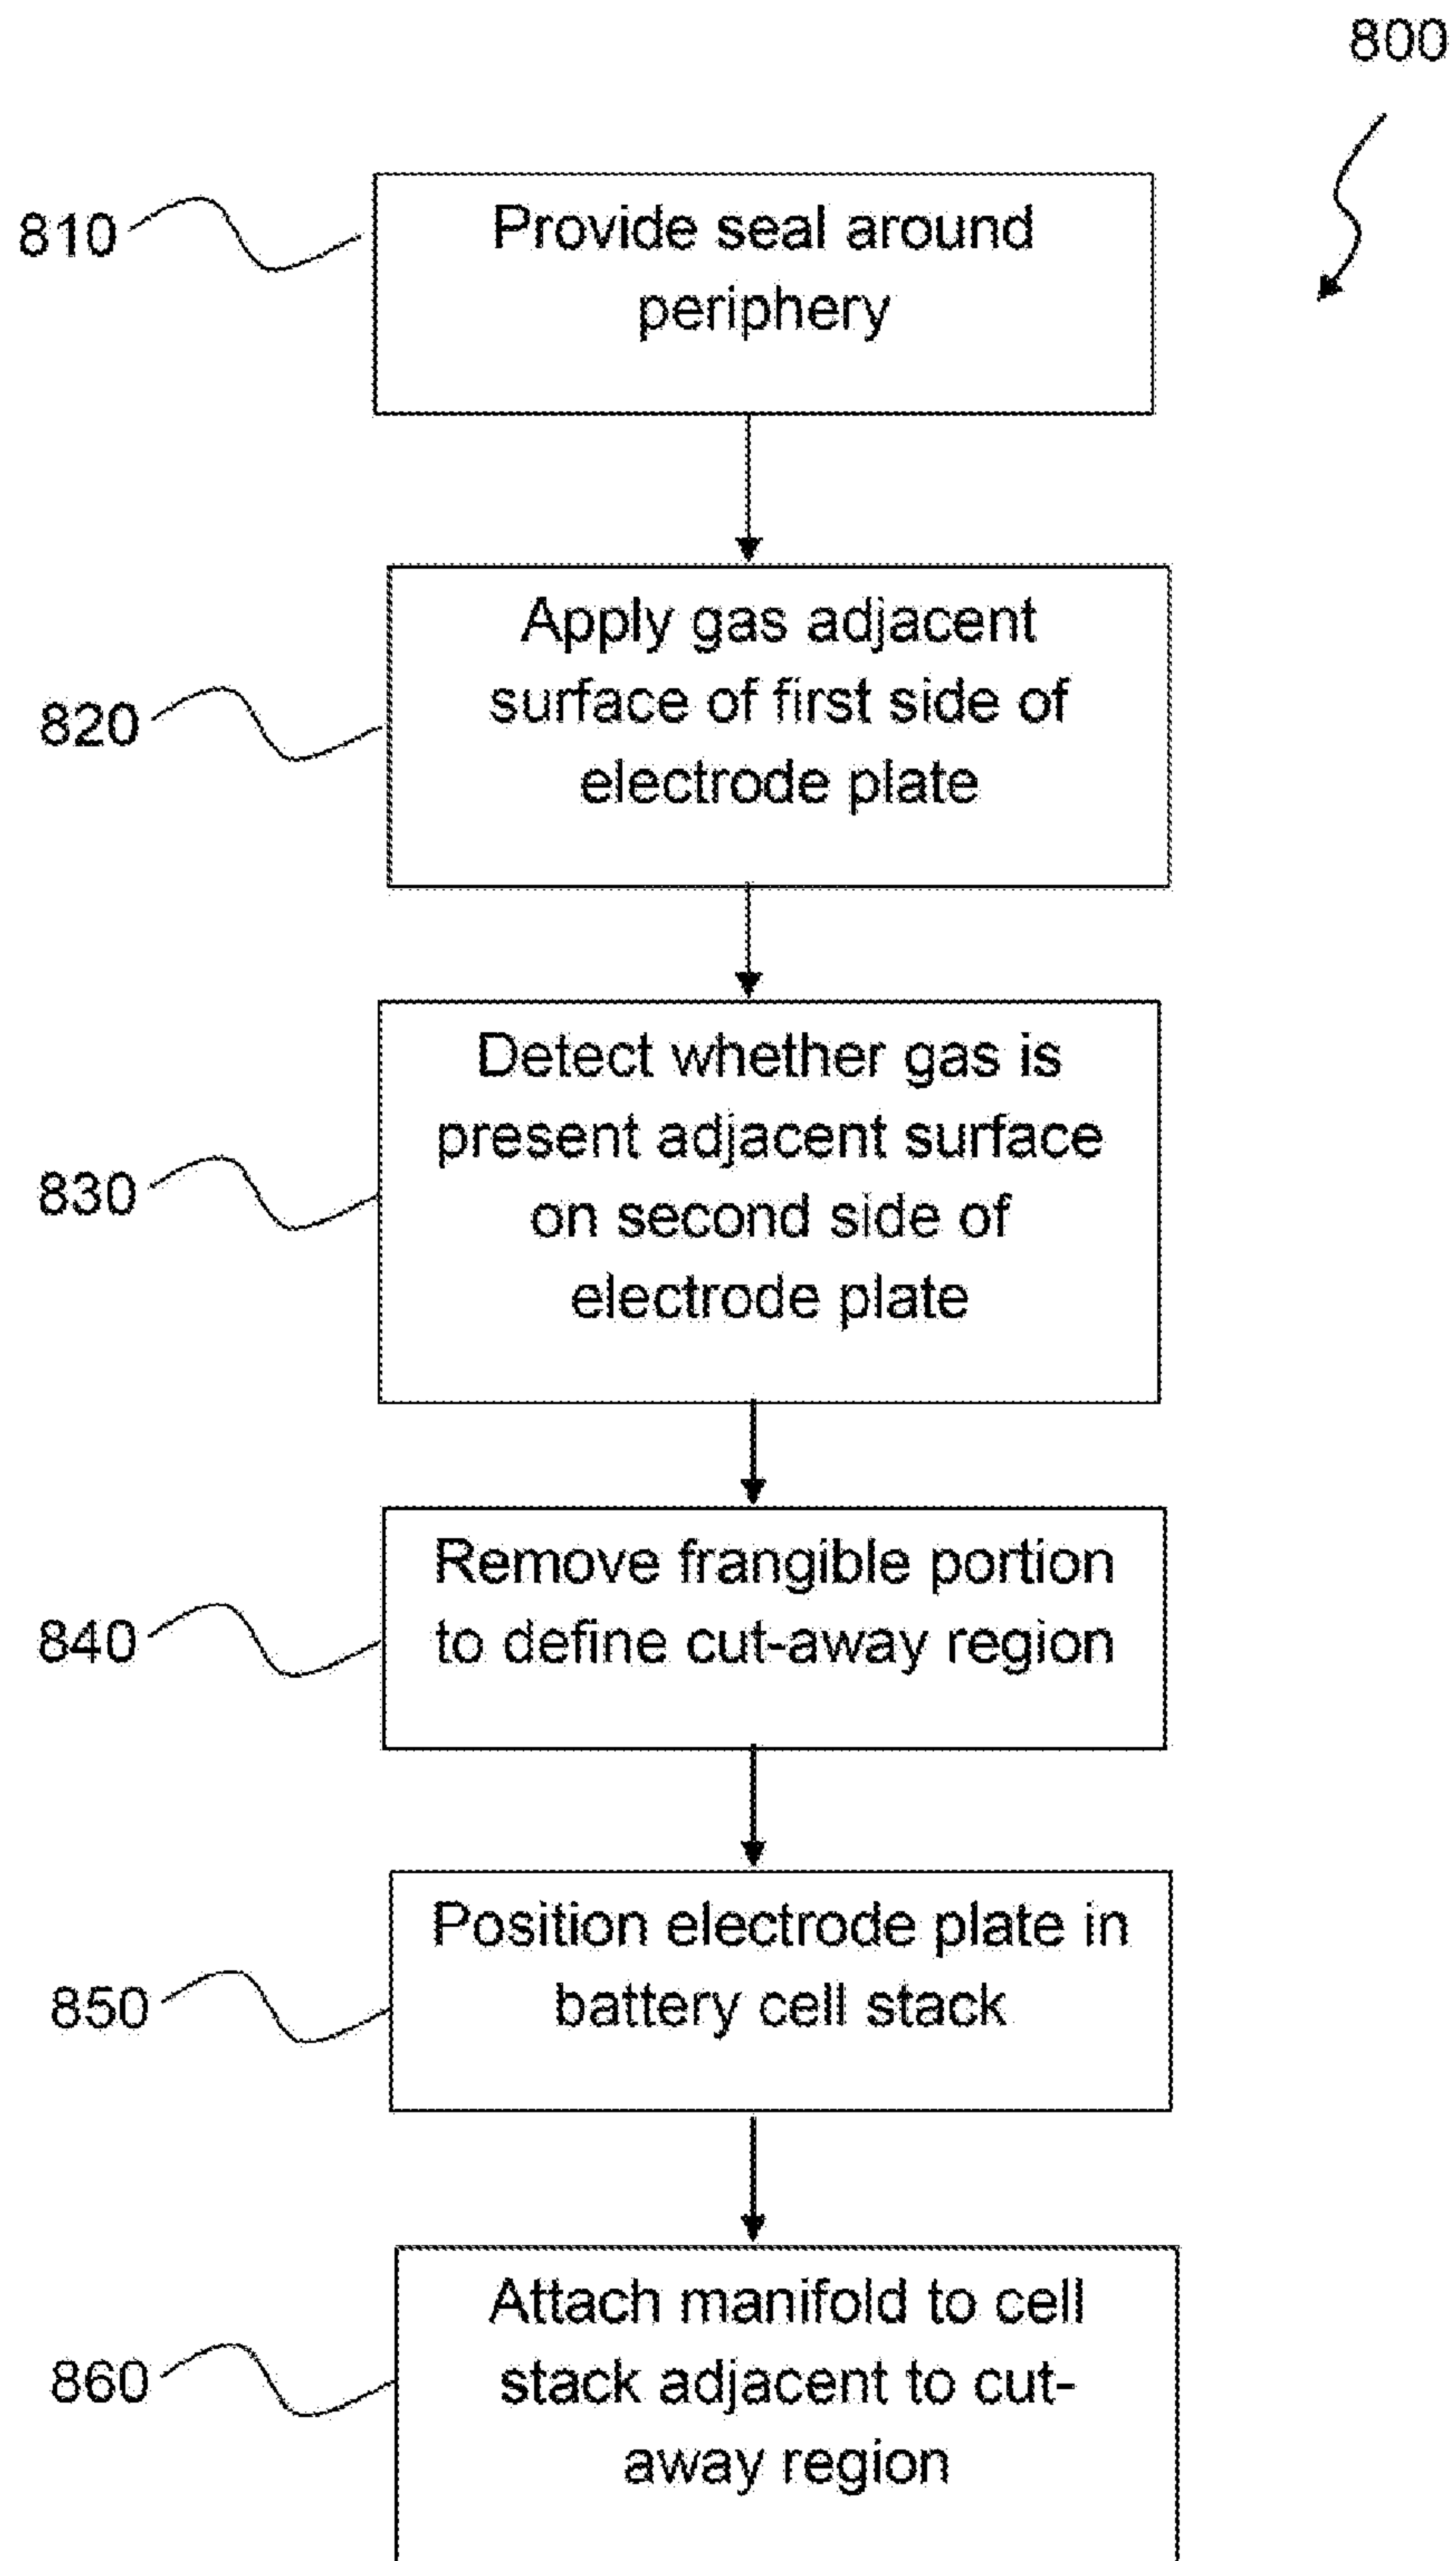 800
810
Provide seal around
periphery
820
Apply gas adjacent
surface of first side of
electrode plate
830
Detect whether gas is
present adjacent surface
on second side of
electrode plate
840
Remove frangible portion
to define cut-away region
850
Position electrode plate in
battery cell stack
860
Attach manifold to cell
stack adjacent to cut-
away region